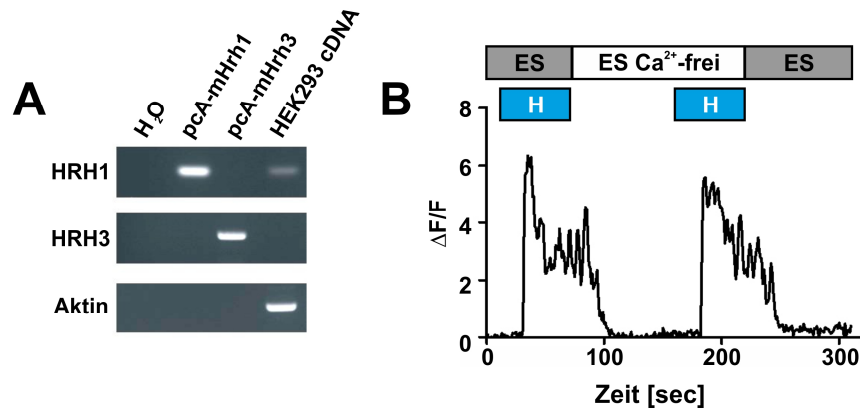 A
H₂O
pcA-mHrh1
pcA-mHrh3
HEK293 cDNA
HRH1
HRH3
Aktin
B
ES
ES Ca²⁺-frei
ES
H
H
8
6
4
2
0
ΔF/F
0
100
200
300
Zeit [sec]